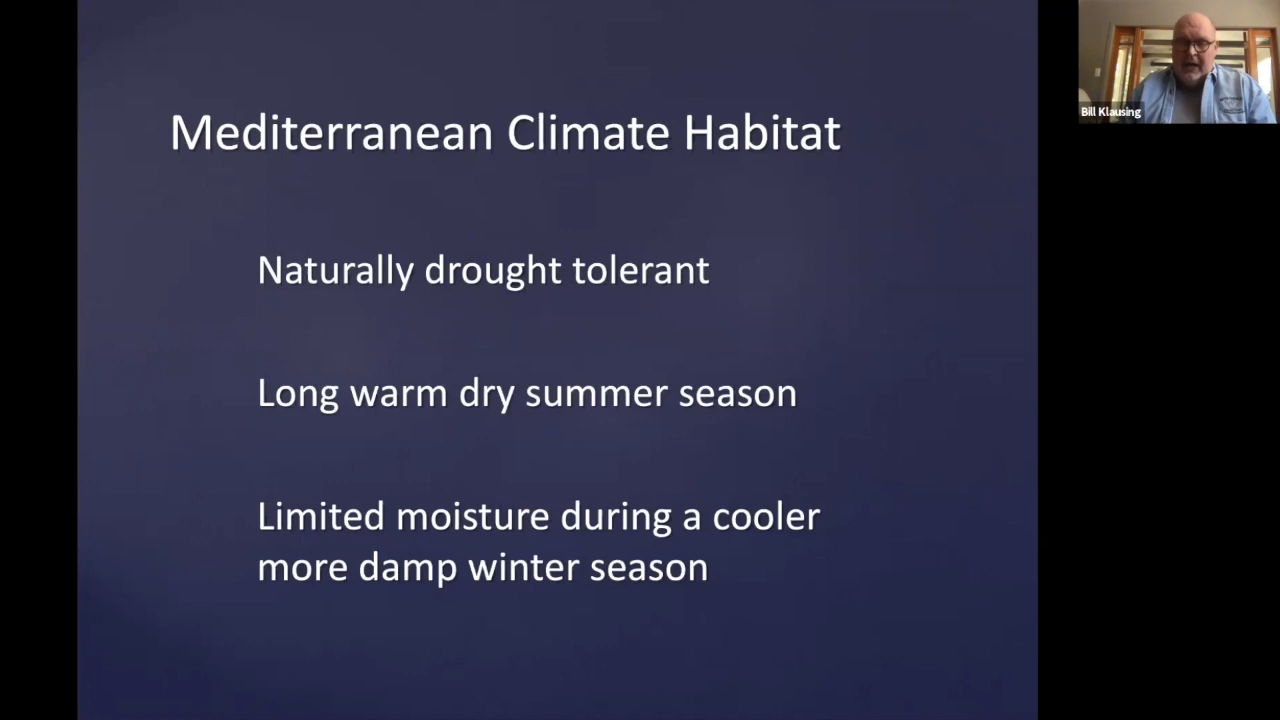 Mediterranean Climate Habitat
Naturally drought tolerant
Long warm dry summer season
Limited moisture during a cooler
more damp winter season
Bill Klausing